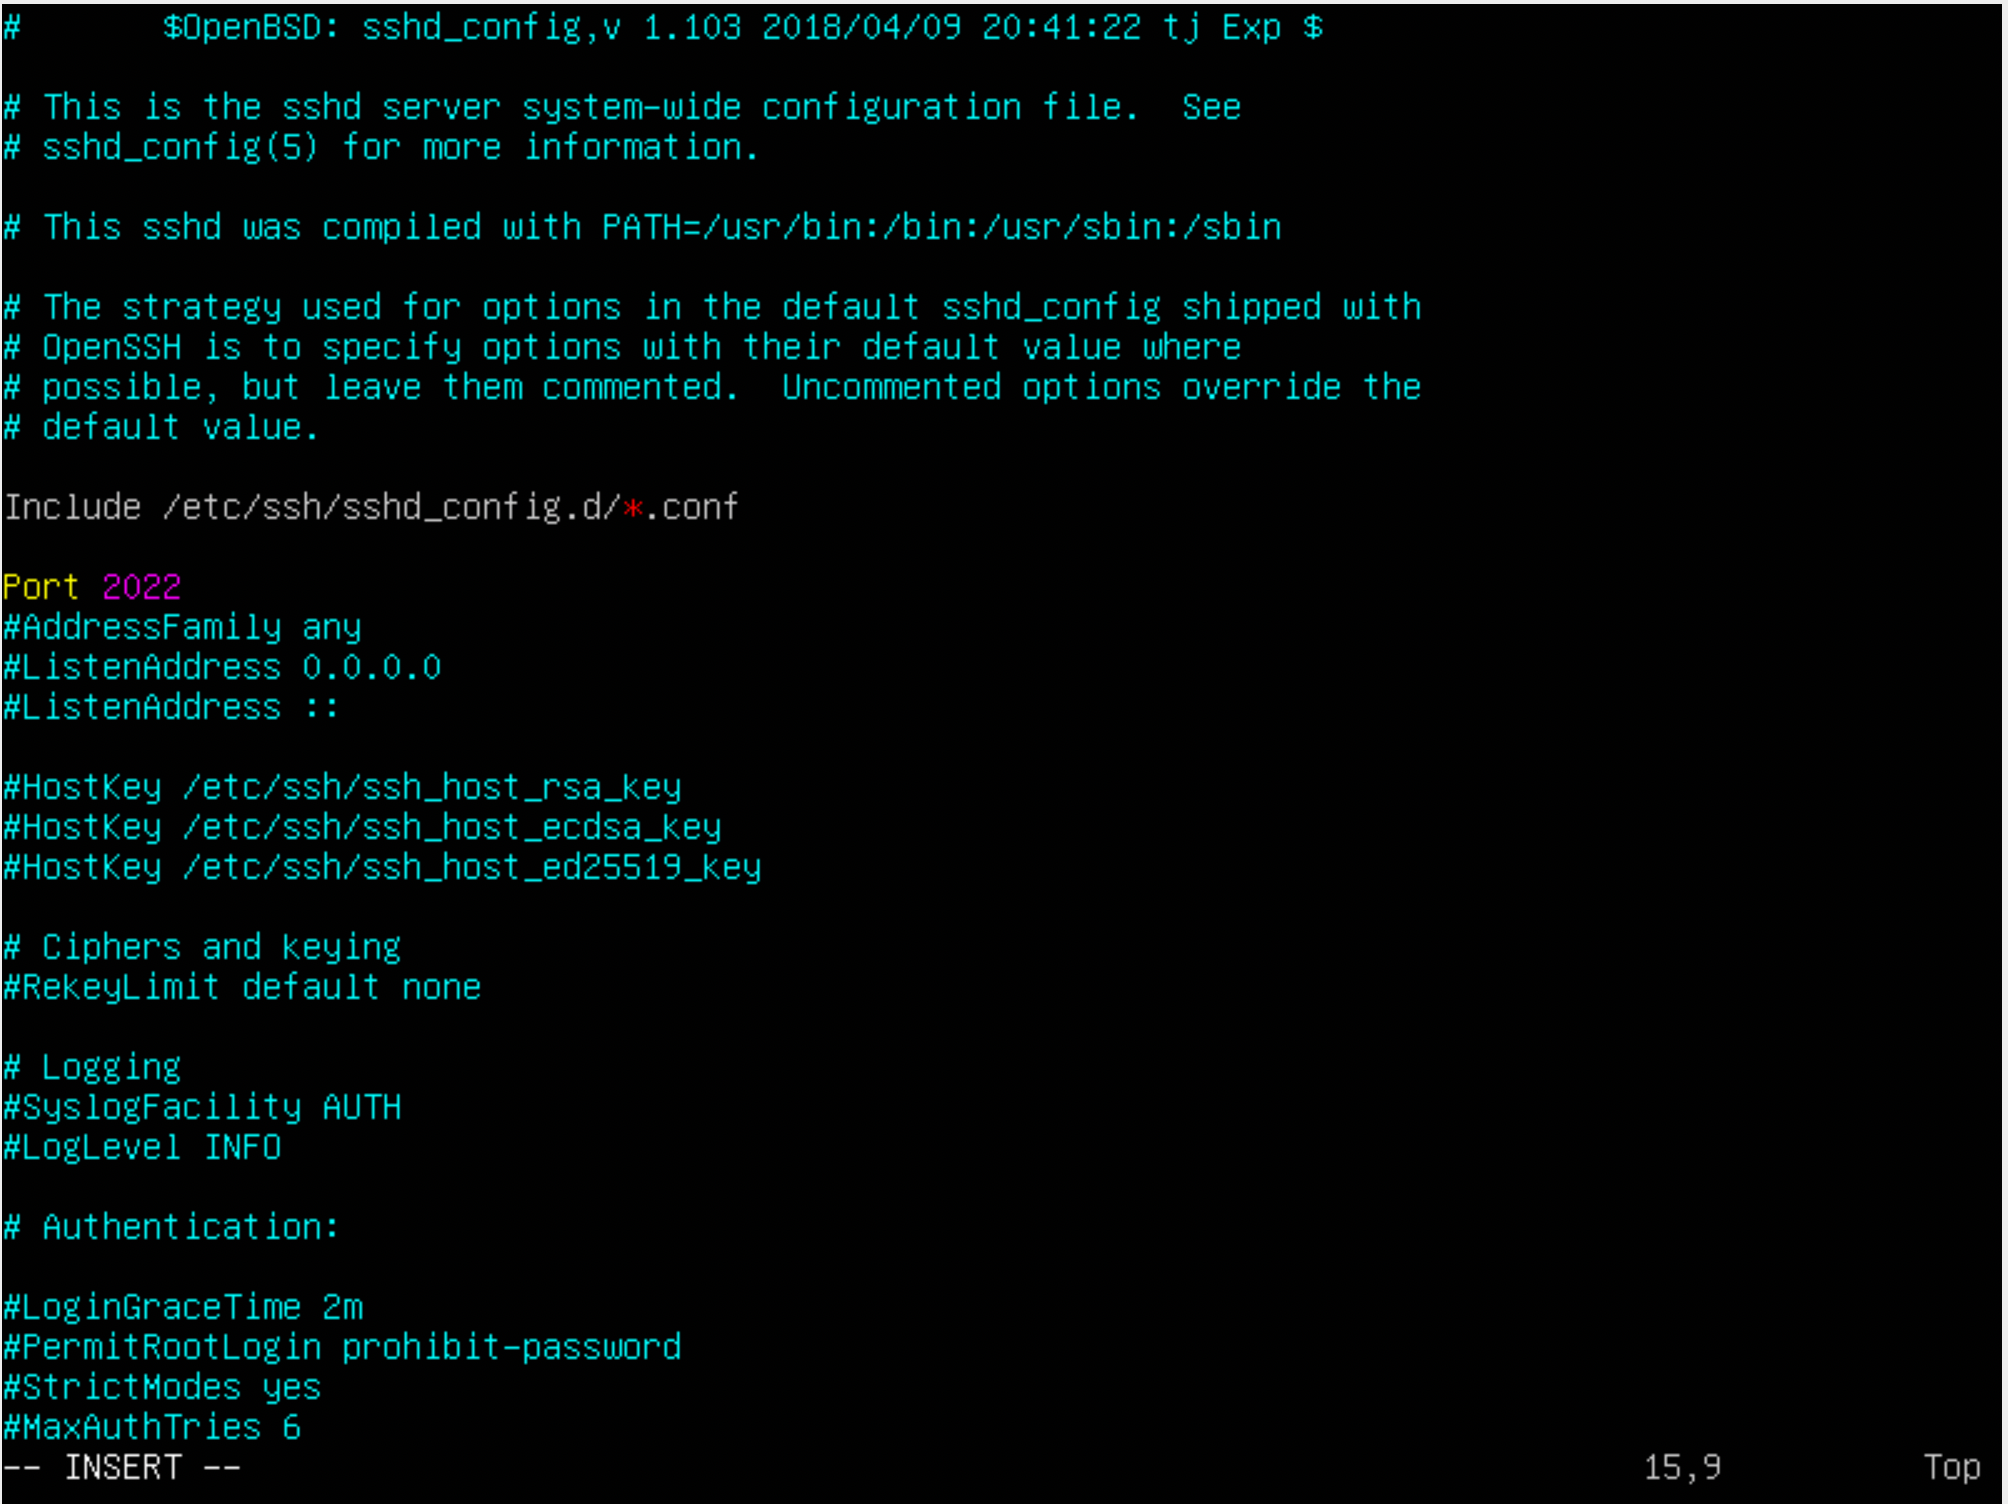 #       $OpenBSD: sshd_config,v 1.103 2018/04/09 20:41:22 tj Exp $
# This is the sshd server system-wide configuration file.  See
# sshd_config(5) for more information.
# This sshd was compiled with PATH=/usr/bin:/bin:/usr/sbin:/sbin
# The strategy used for options in the default sshd_config shipped with
# OpenSSH is to specify options with their default value where
# possible, but leave them commented.  Uncommented options override the
# default value.
Include /etc/ssh/sshd_config.d/*.conf
Port 2022
#AddressFamily any
#ListenAddress 0.0.0.0
#ListenAddress ::
#HostKey /etc/ssh/ssh_host_rsa_key
#HostKey /etc/ssh/ssh_host_ecdsa_key
#HostKey /etc/ssh/ssh_host_ed25519_key
# Ciphers and keying
#RekeyLimit default none
# Logging
#SyslogFacility AUTH
#LogLevel INFO
# Authentication:
#LoginGraceTime 2m
#PermitRootLogin prohibit-password
#StrictModes yes
#MaxAuthTries 6
-- INSERT -- 15,9 Top